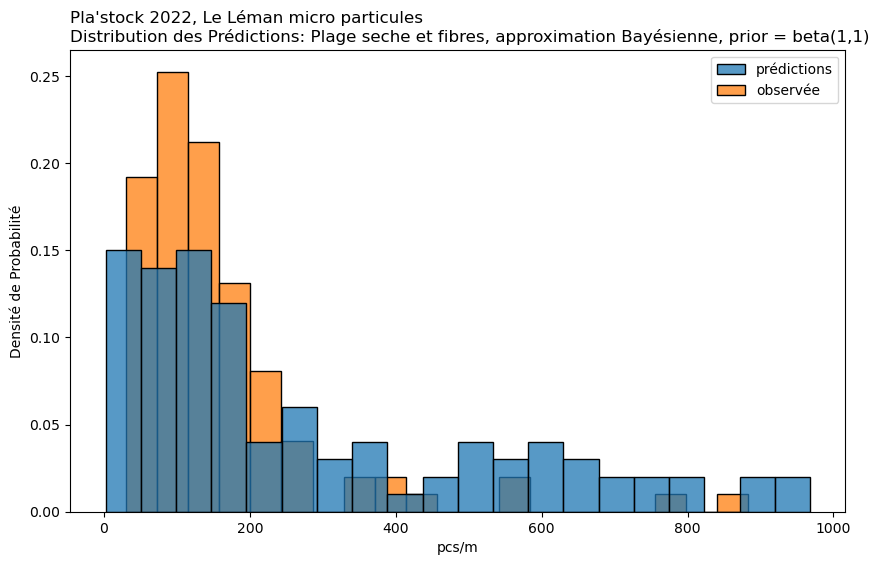 Pla'stock 2022, Le Léman micro particules
Distribution des Prédictions: Plage seche et fibres, approximation Bayésienne, prior = beta(1,1)
prédictions
observée
Densité de Probabilité
0.25
0.20
0.15
0.10
0.05
0.00
0 200 400 600 800 1000
pcs/m